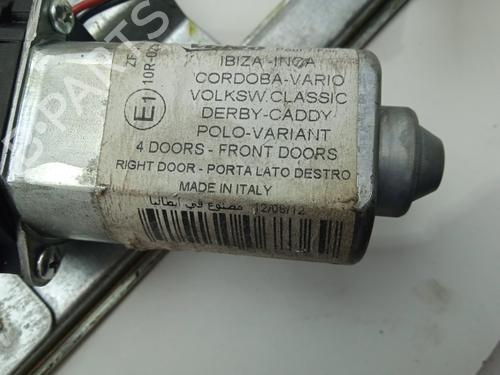 IBIZA-INCA
CORDOBA-VARIO
VOLKSW.CLASSIC
DERBY-CADDY
POLO-VARIANT
4 DOORS - FRONT DOORS
RIGHT DOOR - PORTA LATO DESTRO
MADE IN ITALY
مصنوع في ايطاليا 12/06/12
E1